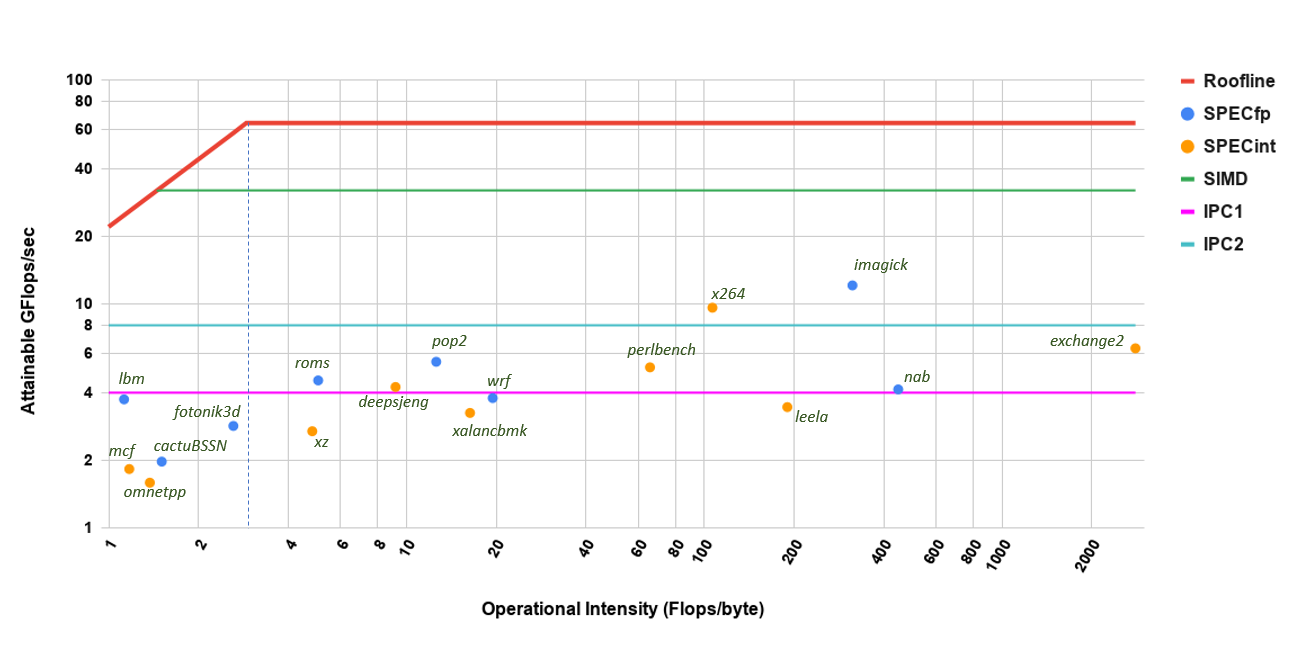 100
80
60
40
20
10
8
6
4
2
1
Attainable GFlops/sec
lbm
mcf
omnetpp
cactuBSSN
fotonik3d
roms
xz
deepsjeng
pop2
xalancbmk
wrf
perlbench
x264
leela
imagick
nab
exchange2
1
2
4
6
8
10
20
40
60
80
100
200
400
600
800
1000
2000
Operational Intensity (Flops/byte)
Roofline
SPECfp
SPECint
SIMD
IPC1
IPC2